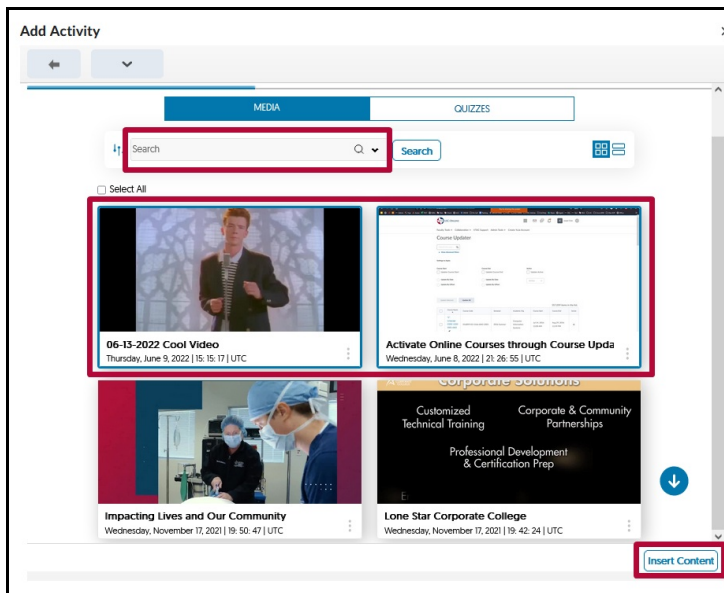 Add Activity
MEDIA
QUIZZES
Search
Search
Select All
06-13-2022 Cool Video
Thursday, June 9, 2022 | 15: 15: 17 | UTC
Course Updater
Activate Online Courses through Course Upda
Wednesday, June 8, 2022 | 21: 26: 55 | UTC
Impacting Lives and Our Community
Wednesday, November 17, 2021 | 19: 50: 47 | UTC
Corporate Solutions
Customized
Technical Training
Corporate & Community
Partnerships
Professional Development
& Certification Prep
Lone Star Corporate College
Wednesday, November 17, 2021 | 19: 42: 24 | UTC
Insert Content